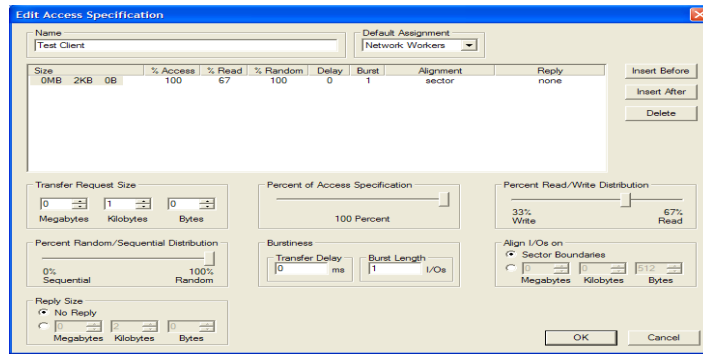 Edit Access Specification
Name
Test Client
Default Assignment
Network Workers
Size % Access % Read % Random Delay Burst Alignment Reply
0MB 2KB 0B 100 67 100 0 1 sector none
Insert Before
Insert After
Delete
Transfer Request Size
0 1 0
Megabytes Kilobytes Bytes
Percent of Access Specification
100 Percent
Percent Read/Write Distribution
33% 67%
Write Read
Percent Random/Sequential Distribution
0% 100%
Sequential Random
Burstiness
Transfer Delay Burst Length
0 ms 1 I/Os
Align I/Os on
Sector Boundaries
0 0 512
Megabytes Kilobytes Bytes
Reply Size
No Reply
0 2 0
Megabytes Kilobytes Bytes
OK Cancel